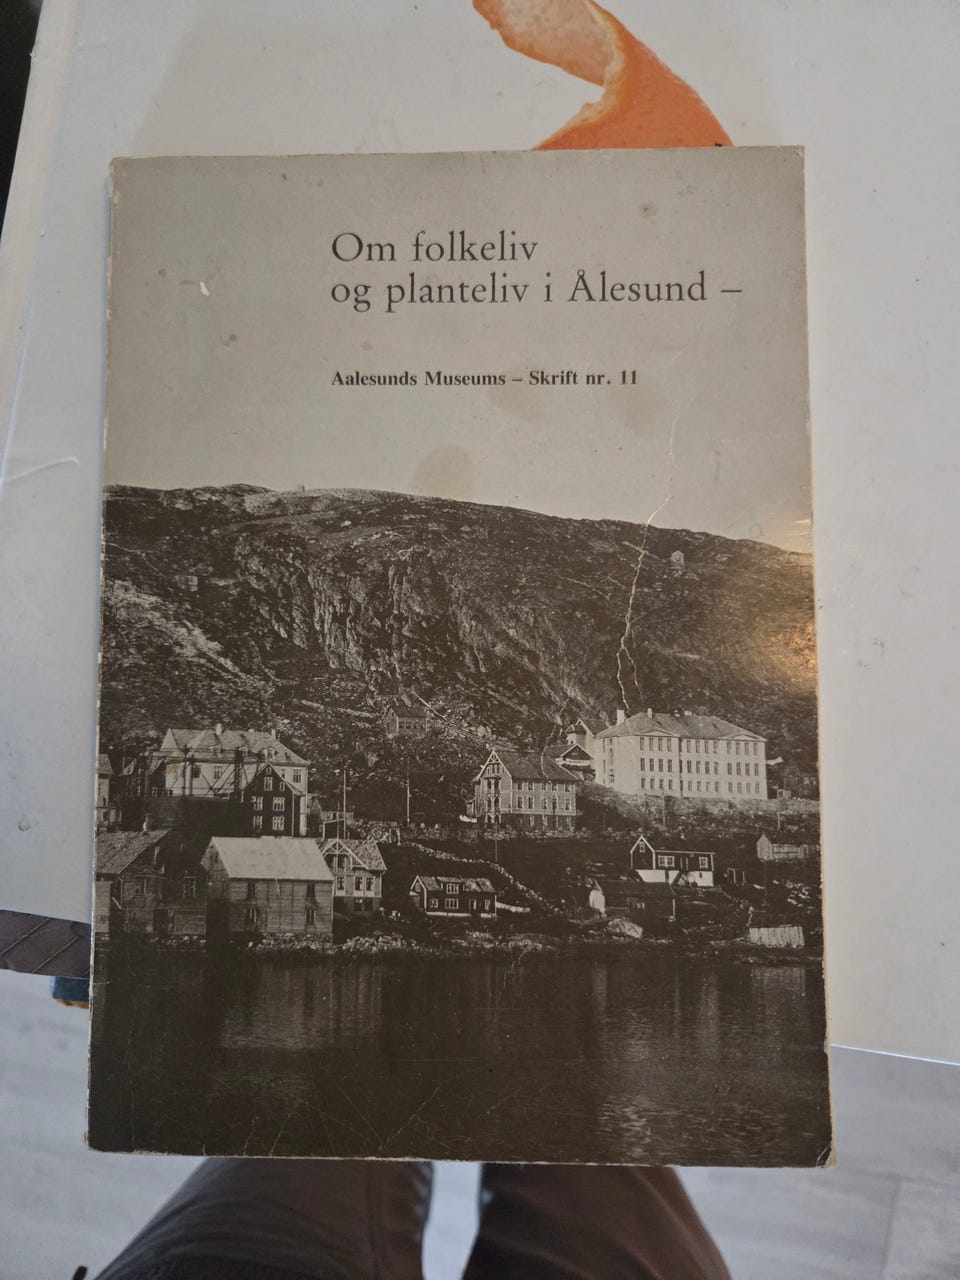 Om folkeliv
og planteliv i Ålesund –
Aalesunds Museums – Skrift nr. 11